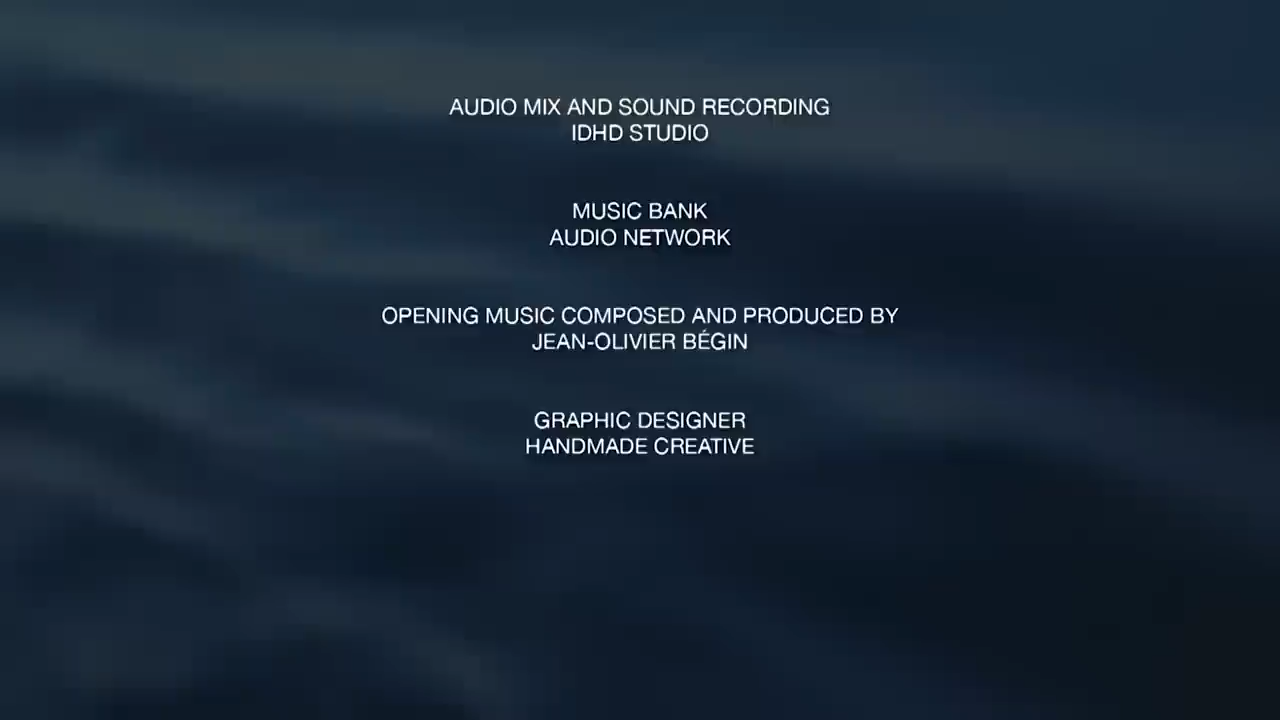 AUDIO MIX AND SOUND RECORDING
IDHD STUDIO
MUSIC BANK
AUDIO NETWORK
OPENING MUSIC COMPOSED AND PRODUCED BY
JEAN-OLIVIER BÉGIN
GRAPHIC DESIGNER
HANDMADE CREATIVE